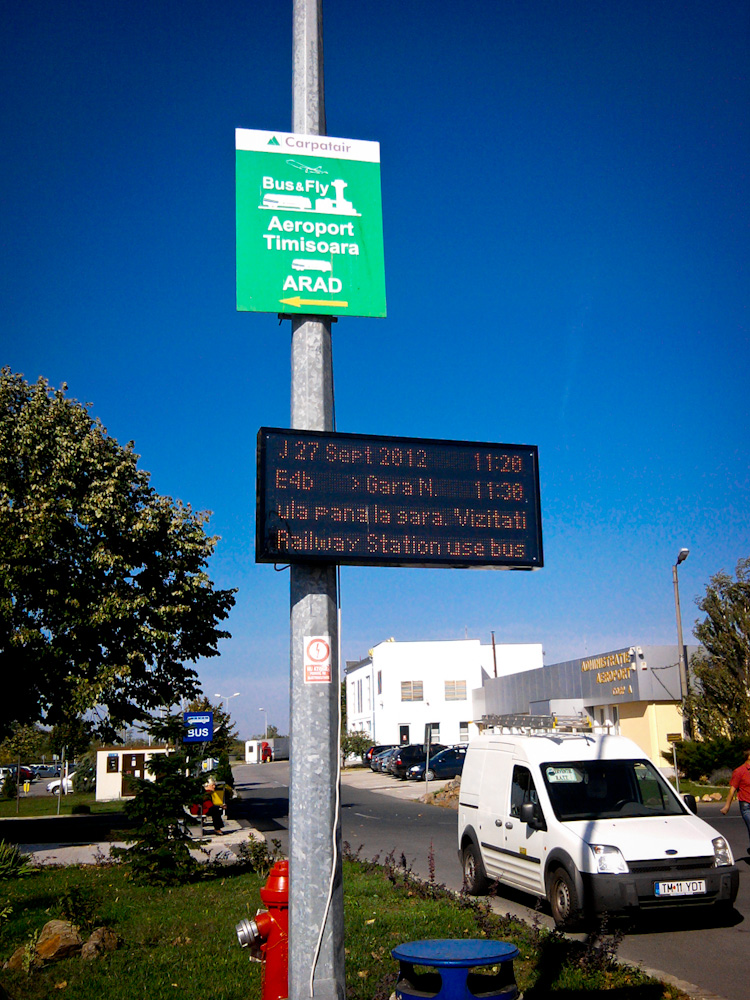 Carpatair
Bus&Fly
Aeroport
Timisoara
ARAD
J 27 Sept 2012 11:20
E4b > Gara N. 11:30
ula pana la sara. Vizitati
Railway Station use bus
BUS
ADMINISTRATIE
AEROPORT
TM 11 YDT